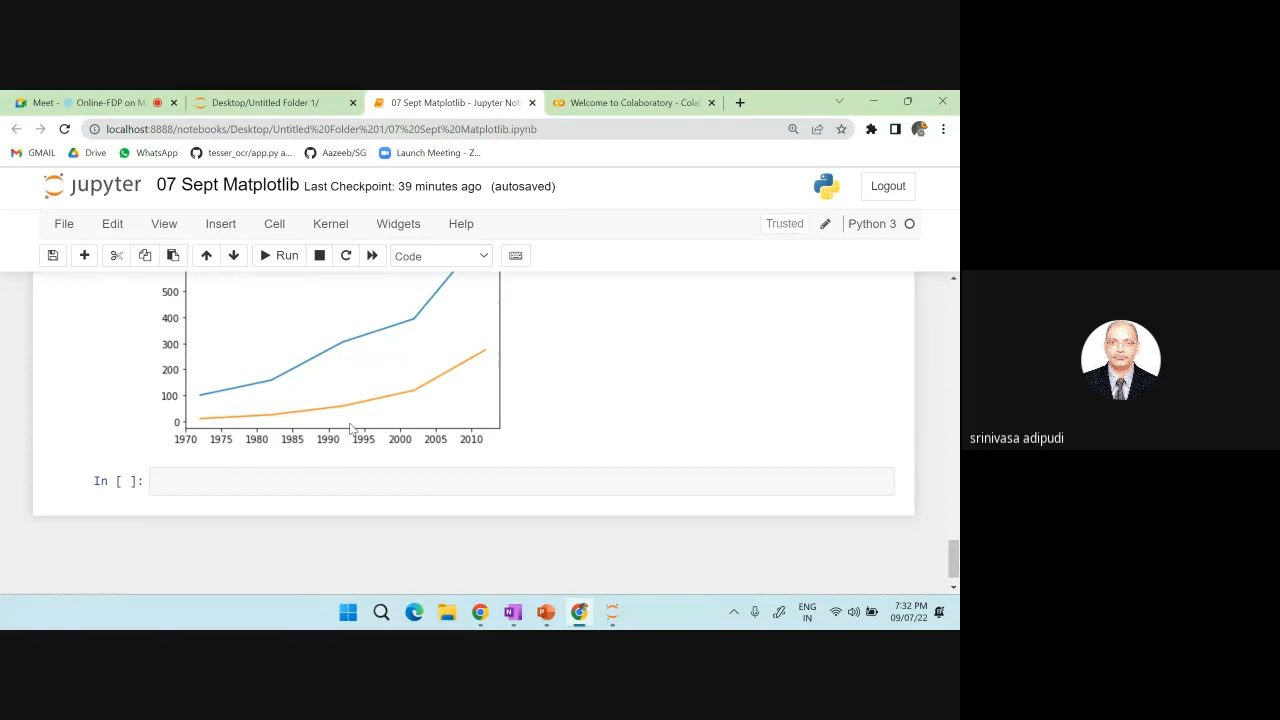 Meet - Online-FDP on M
Desktop/Untitled Folder 1/
07 Sept Matplotlib - Jupyter Not
Welcome to Colaboratory - Cola
localhost:8888/notebooks/Desktop/Untitled%20Folder%201/07%20Sept%20Matplotlib.ipynb
GMAIL Drive WhatsApp tesser_ocr/app.py a... Aazeeb/SG Launch Meeting - Z...
jupyter 07 Sept Matplotlib Last Checkpoint: 39 minutes ago (autosaved) Logout
File Edit View Insert Cell Kernel Widgets Help Trusted Python 3
Run Code
500
400
300
200
100
0
1970 1975 1980 1985 1990 1995 2000 2005 2010
In [ ]:
srinivasa adipudi
ENG
IN
7:32 PM
09/07/22